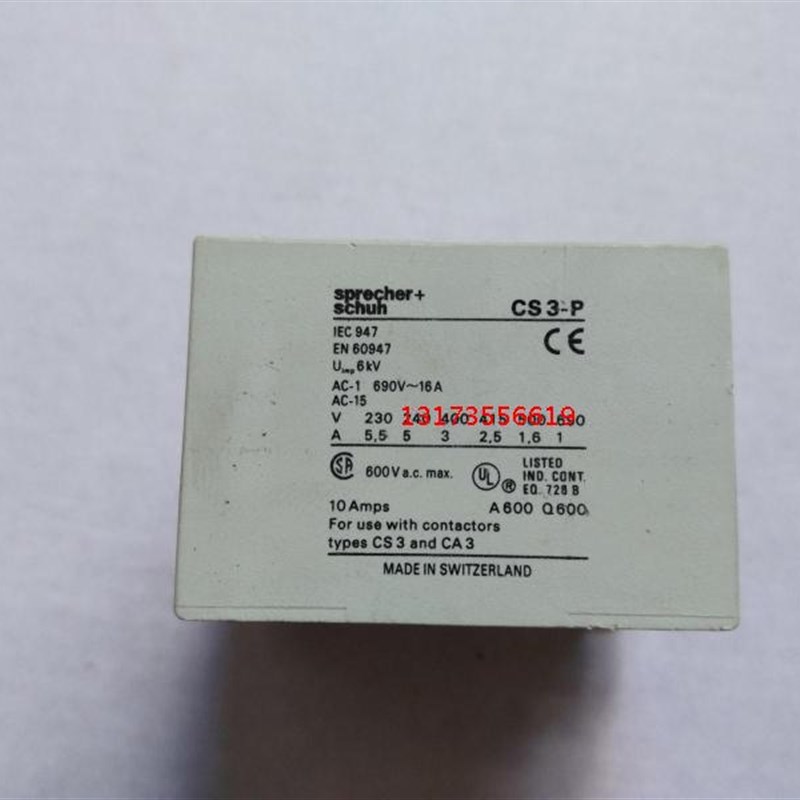 sprecher+
schuh
CS 3-P
IEC 947
EN 60947
CE
Uimp 6 kV
AC-1 690V~16 A
AC-15
V 230 240 400 415 500 690
13173556619
A 5,5 5 3 2,5 1,6 1
SA 600 V a.c. max. UL ® LISTED
IND. CONT.
EQ. 728 B
10 Amps A 600 Q 600
For use with contactors
types CS 3 and CA 3
MADE IN SWITZERLAND